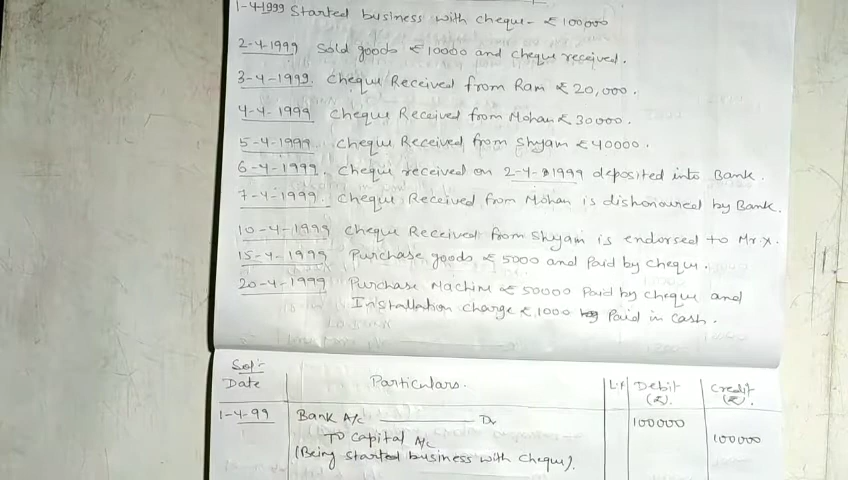 1-4-1999 Started business with cheque - ₹ 100000
2-4-1999 Sold goods ₹ 10000 and cheque received.
3-4-1999. Cheque Received from Ram ₹ 20,000.
4-4-1999 Cheque Received from Mohan ₹ 30000.
5-4-1999. Cheque Received from Shyam ₹ 40000.
6-4-1999. Cheque received on 2-4-1999 deposited into Bank.
7-4-1999. Cheque Received from Mohan is dishonoured by Bank.
10-4-1999 Cheque Received from Shyam is endorsed to Mr. X.
15-4-1999 Purchase goods ₹ 5000 and Paid by cheque.
20-4-1999 Purchase Machine ₹ 50000 Paid by cheque and
Installation charge ₹ 1000 Paid in cash.
Sol:-
Date Particulars. L.f Debit (₹). Credit (₹).
1-4-99 Bank A/c Dr 100000
To Capital A/c 100000
(Being started business with cheque).